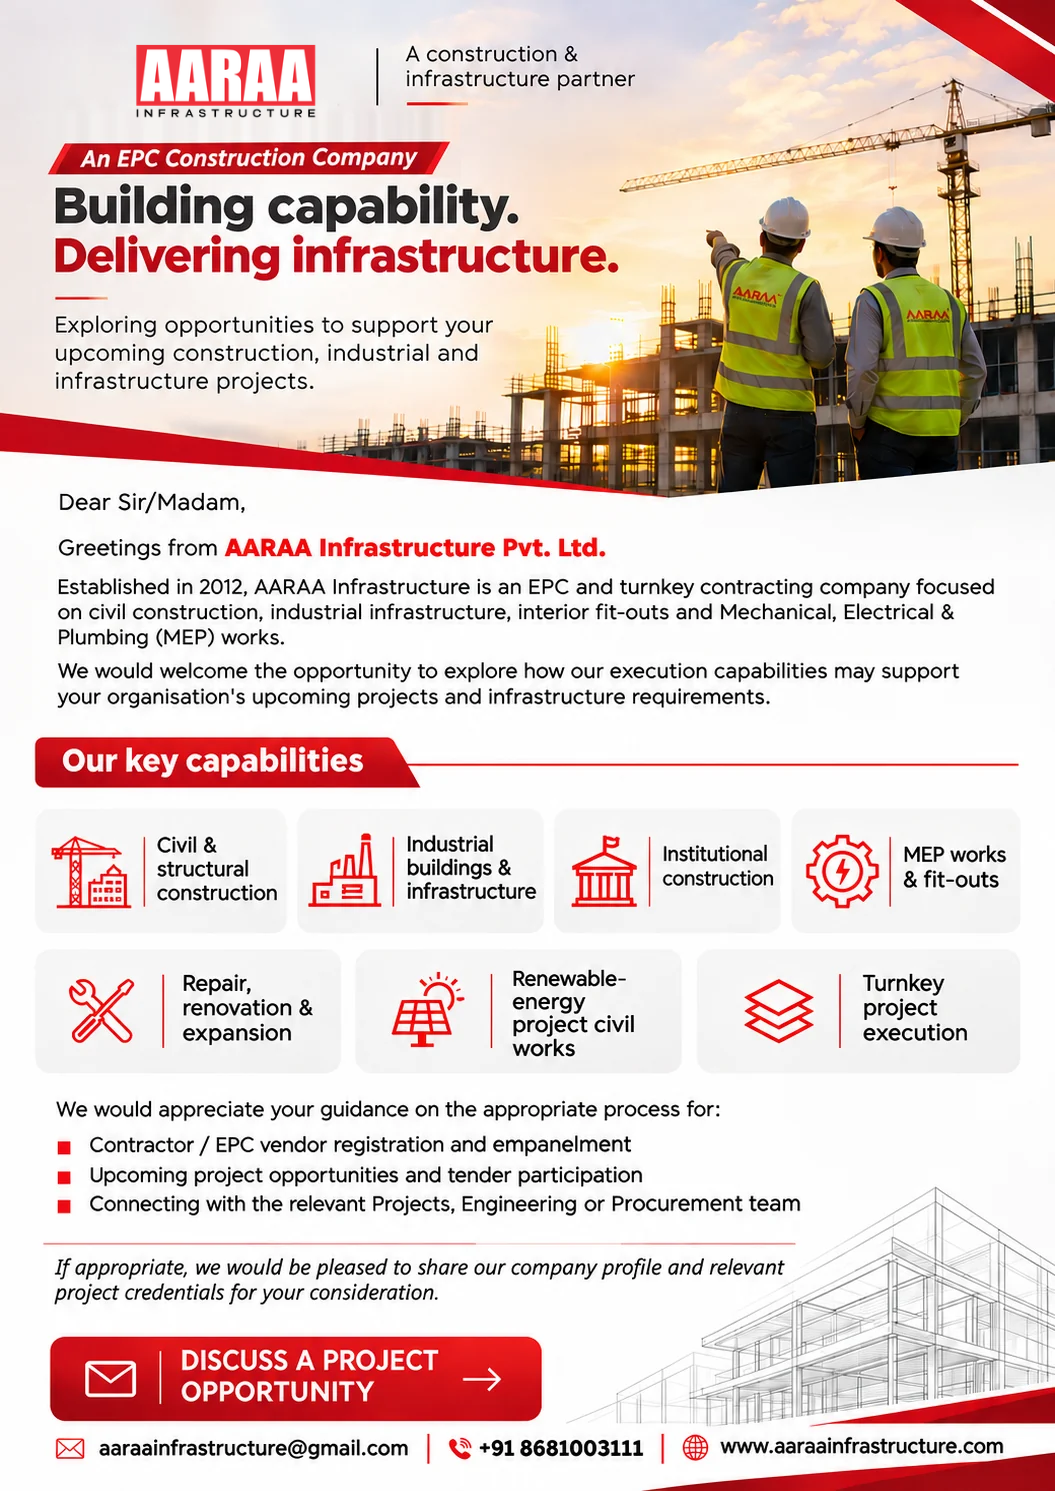 AARAA
INFRASTRUCTURE
A construction &
infrastructure partner
An EPC Construction Company
Building capability.
Delivering infrastructure.
Exploring opportunities to support your
upcoming construction, industrial and
infrastructure projects.
AARAA
AARAA
Dear Sir/Madam,
Greetings from AARAA Infrastructure Pvt. Ltd.
Established in 2012, AARAA Infrastructure is an EPC and turnkey contracting company focused
on civil construction, industrial infrastructure, interior fit-outs and Mechanical, Electrical &
Plumbing (MEP) works.
We would welcome the opportunity to explore how our execution capabilities may support
your organisation's upcoming projects and infrastructure requirements.
Our key capabilities
Civil &
structural
construction
Industrial
buildings &
infrastructure
Institutional
construction
MEP works
& fit-outs
Repair,
renovation &
expansion
Renewable-
energy
project civil
works
Turnkey
project
execution
We would appreciate your guidance on the appropriate process for:
Contractor / EPC vendor registration and empanelment
Upcoming project opportunities and tender participation
Connecting with the relevant Projects, Engineering or Procurement team
If appropriate, we would be pleased to share our company profile and relevant
project credentials for your consideration.
DISCUSS A PROJECT
OPPORTUNITY
aaraainfrastructure@gmail.com
+91 8681003111
www.aaraainfrastructure.com